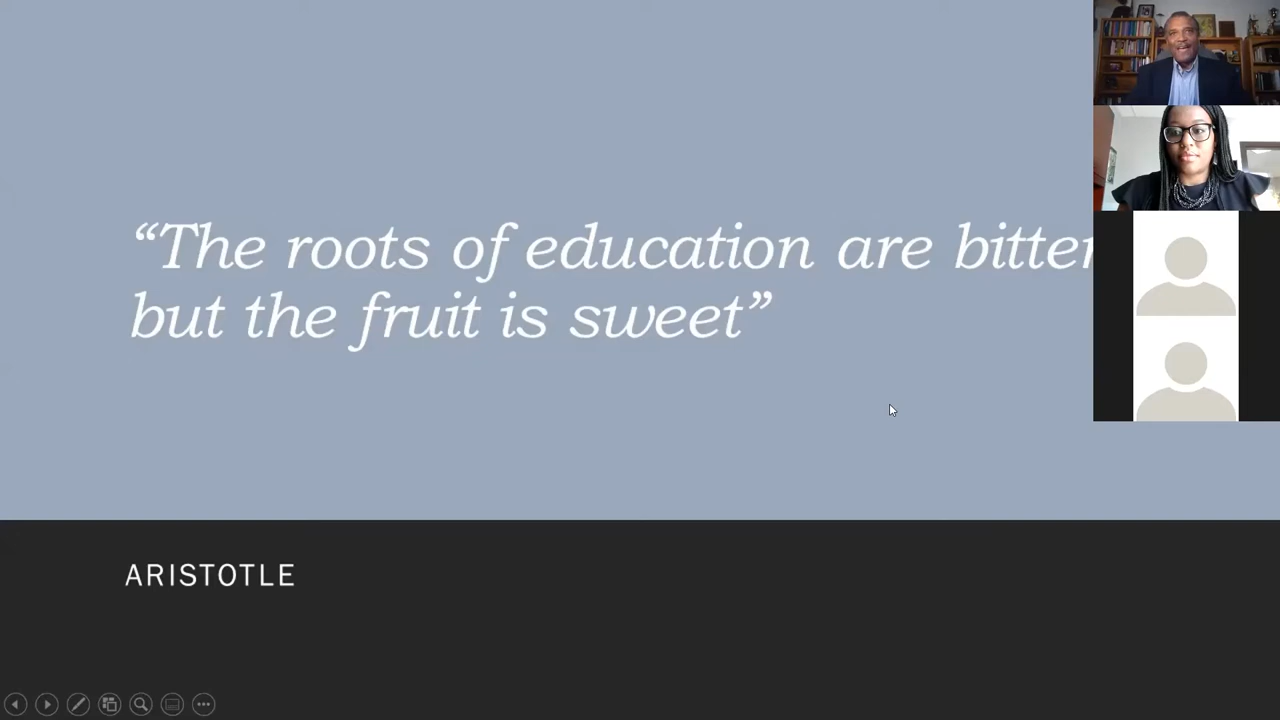 “The roots of education are bitter
but the fruit is sweet”
ARISTOTLE